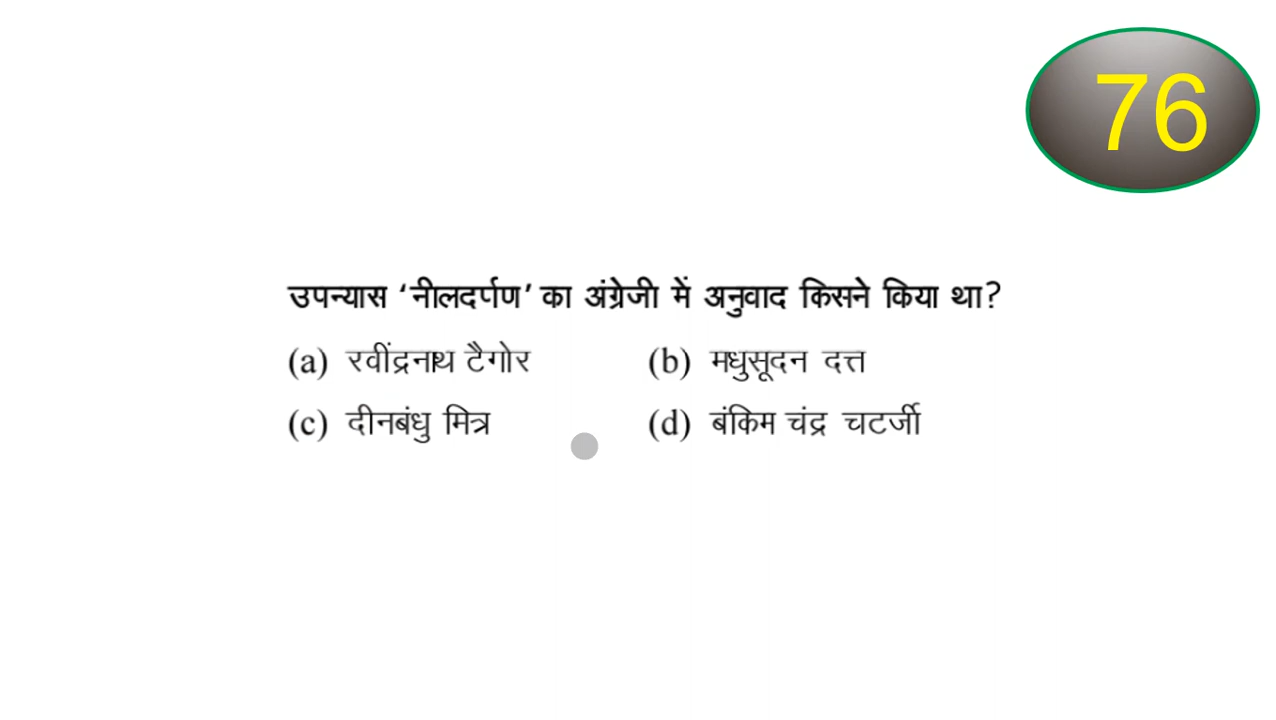 76
उपन्यास ‘नीलदर्पण’ का अंग्रेजी में अनुवाद किसने किया था?
(a) रवींद्रनाथ टैगोर (b) मधुसूदन दत्त
(c) दीनबंधु मित्र (d) बंकिम चंद्र चटर्जी